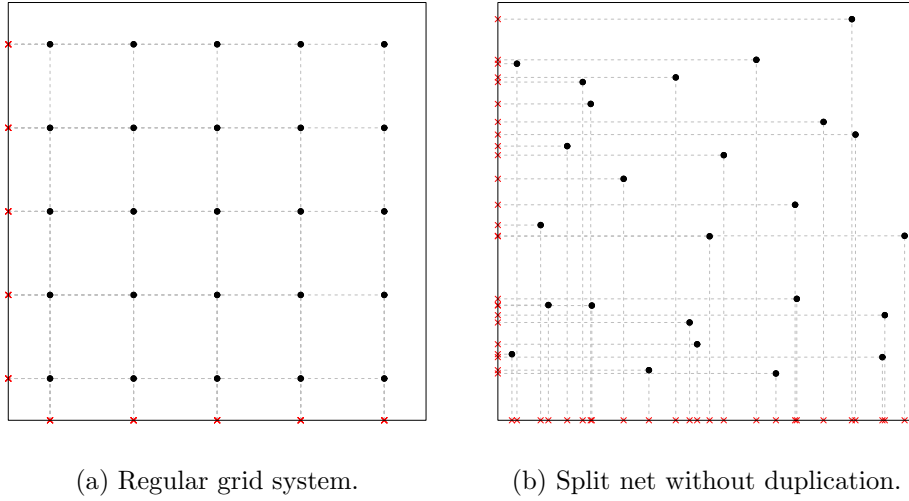 (a) Regular grid system.
(b) Split net without duplication.